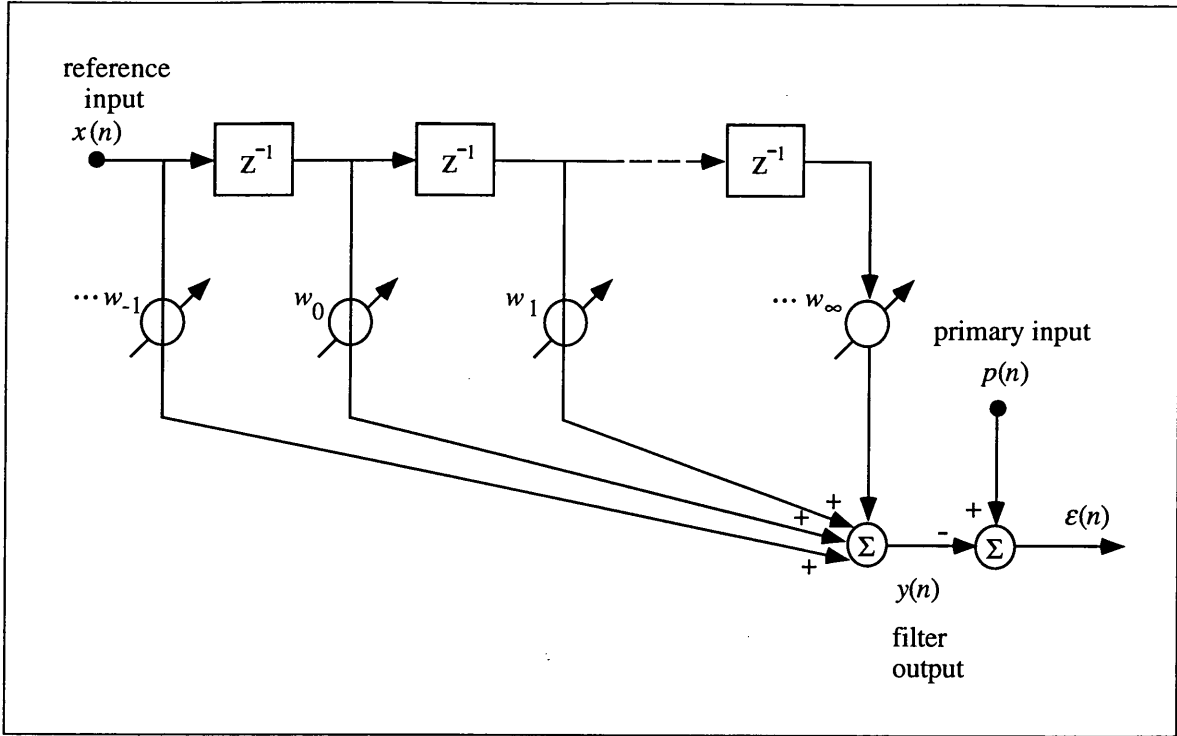 reference
input
x(n)
z⁻¹
z⁻¹
z⁻¹
... w₋₁
w₀
w₁
... w∞
primary input
p(n)
+
+
+
Σ
-
+
Σ
ε(n)
y(n)
filter
output